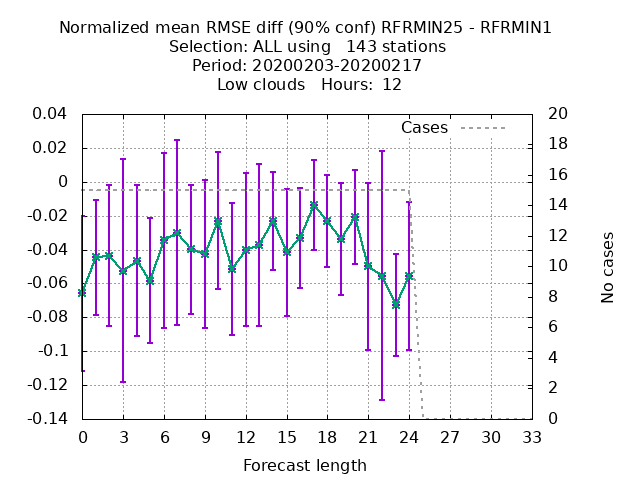 Normalized mean RMSE diff (90% conf) RFRMIN25 - RFRMIN1
Selection: ALL using   143 stations
Period: 20200203-20200217
Low clouds   Hours:  12
Cases
0.04
0.02
0
-0.02
-0.04
-0.06
-0.08
-0.1
-0.12
-0.14
20
18
16
14
12
10
8
6
4
2
0
No cases
0 3 6 9 12 15 18 21 24 27 30 33
Forecast length